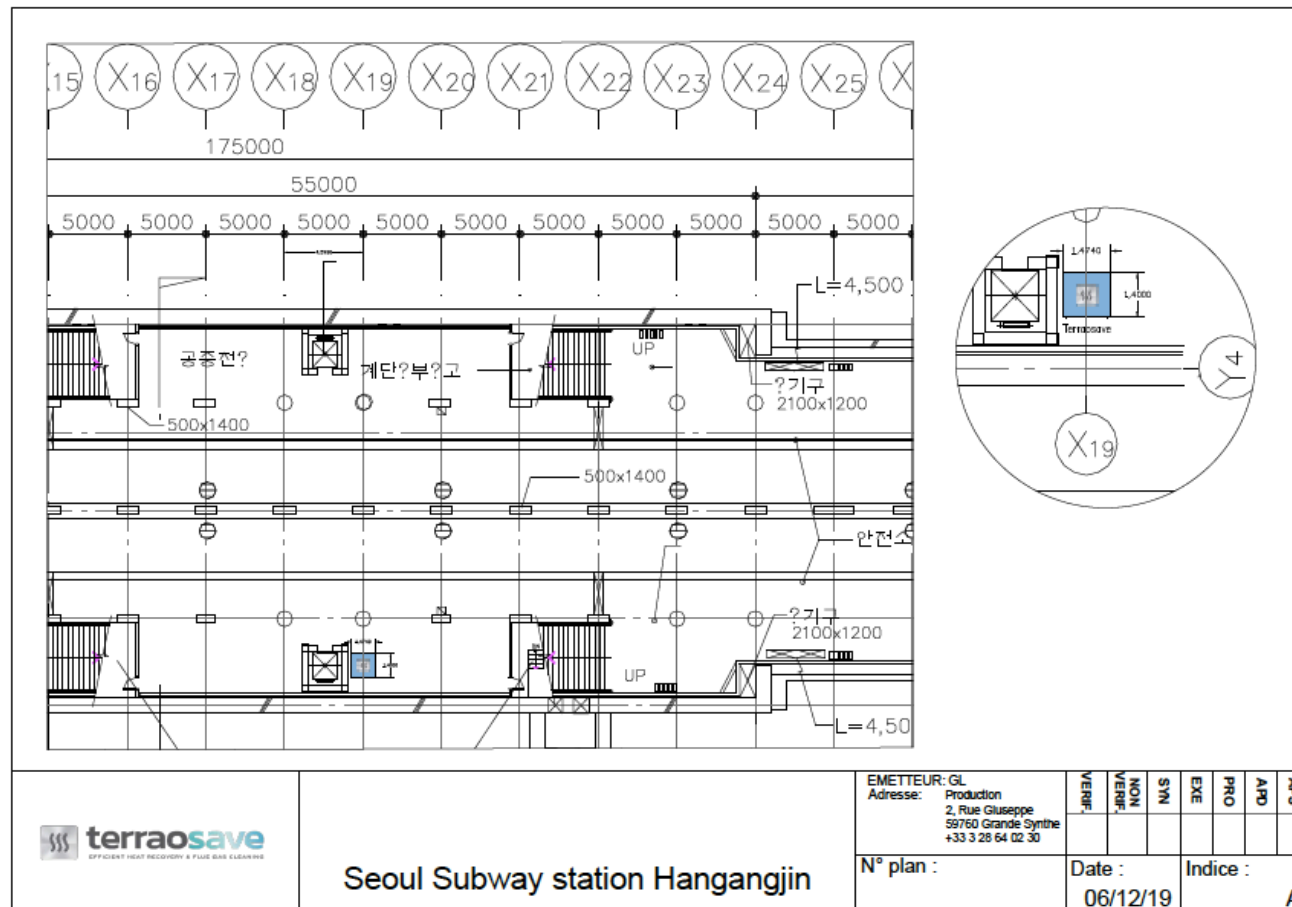 X16 X17 X18 X19 X20 X21 X22 X23 X24 X25
175000
55000
5000 5000 5000 5000 5000 5000 5000 5000 5000 5000 5000
L=4,500
공중전?
계단?부?고
UP
?기구
2100x1200
500x1400
500x1400
안전
?기구
2100x1200
UP
L=4,50
1,4740
1,4000
Terraosave
Y4
X19
terraosave
EFFICIENT HEAT RECOVERY & FLUE GAS CLEANING
Seoul Subway station Hangangjin
EMETTEUR: GL
Adresse: Production
2, Rue Giuseppe
59760 Grande Synthe
+33 3 28 64 02 30
VERIF.
NON VERIF.
SYN
EXE
PRO
APD
N° plan :
Date :
06/12/19
Indice :
A